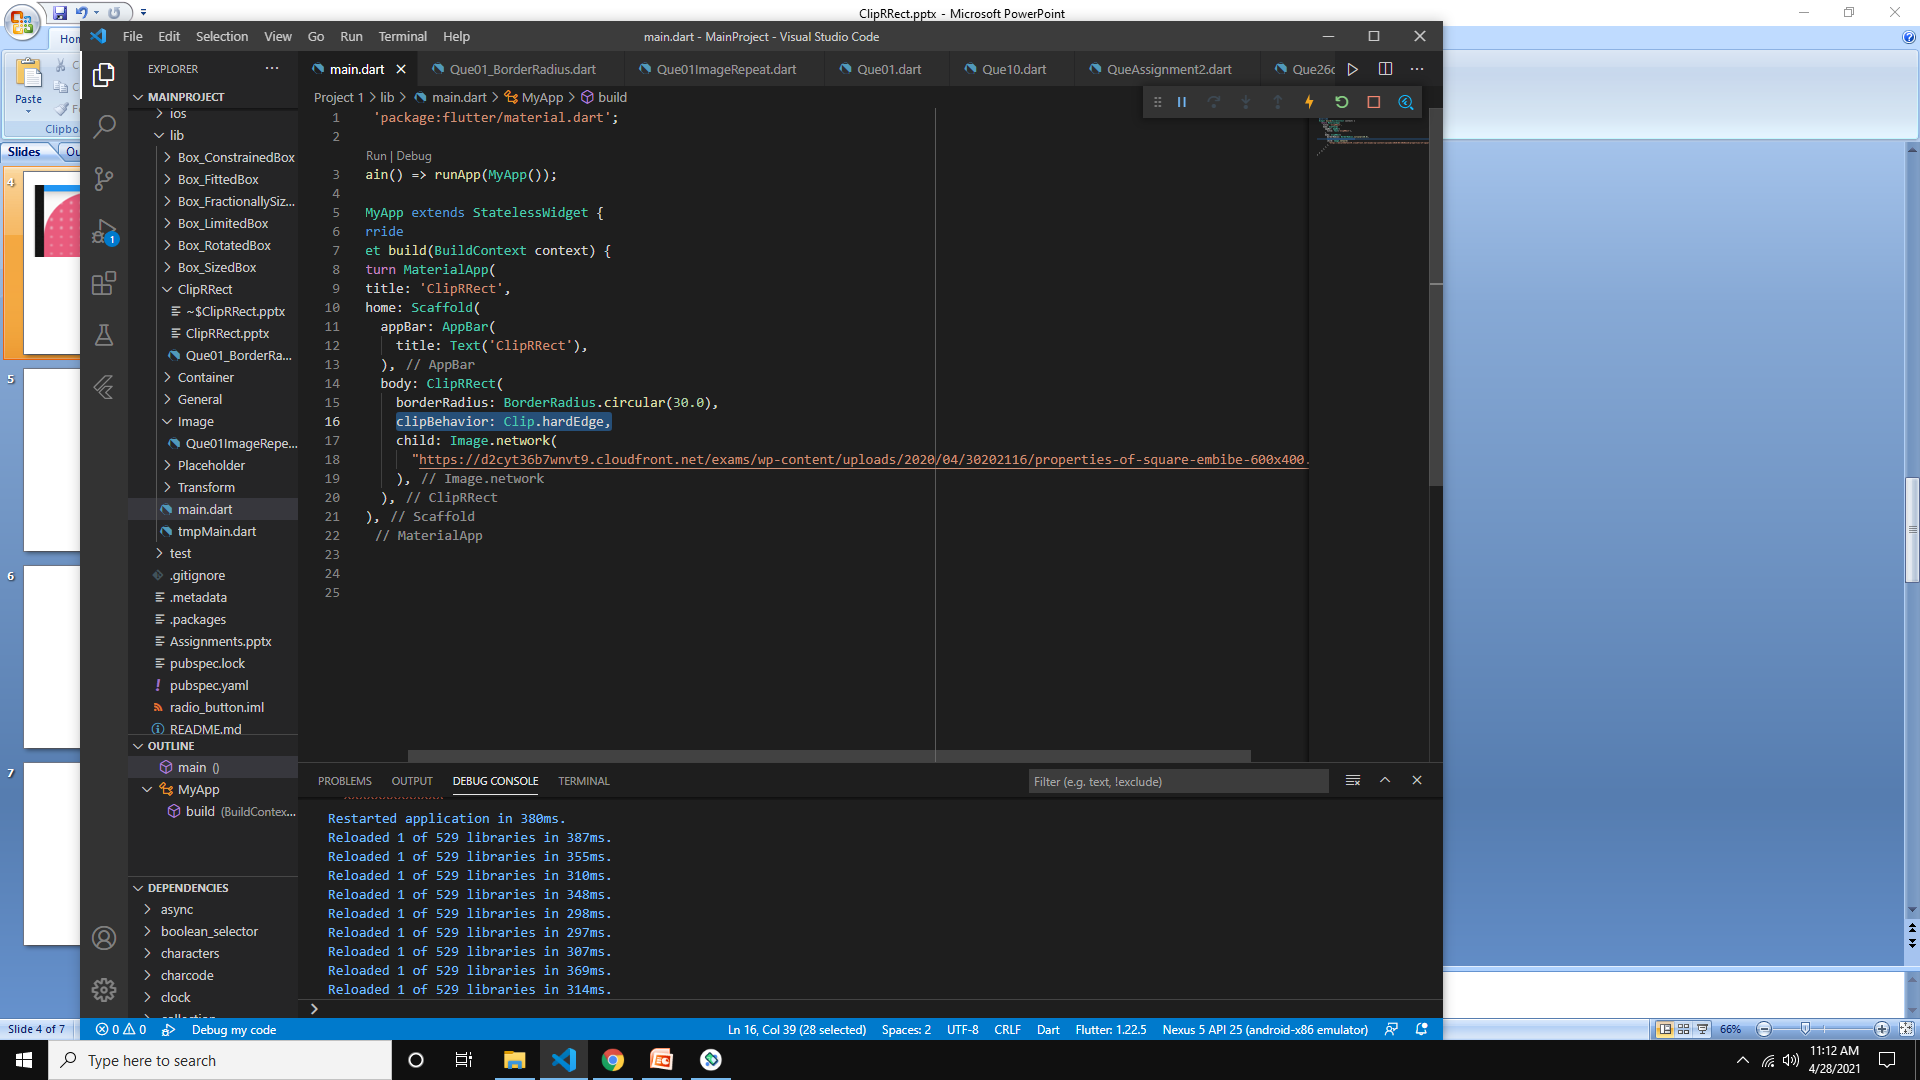 ClipRRect.pptx - Microsoft PowerPoint
File Edit Selection View Go Run Terminal Help
main.dart - MainProject - Visual Studio Code
Paste
Slides
Slide 4 of 7
4
5
6
7
EXPLORER
MAINPROJECT
ios
lib
Box_ConstrainedBox
Box_FittedBox
Box_FractionallySiz...
Box_LimitedBox
Box_RotatedBox
Box_SizedBox
ClipRRect
~$ClipRRect.pptx
ClipRRect.pptx
Que01_BorderRa...
Container
General
Image
Que01ImageRepe...
Placeholder
Transform
main.dart
tmpMain.dart
test
.gitignore
.metadata
.packages
Assignments.pptx
pubspec.lock
pubspec.yaml
radio_button.iml
README.md
OUTLINE
main ()
MyApp
build (BuildContex...
DEPENDENCIES
async
boolean_selector
characters
charcode
clock
main.dart Que01_BorderRadius.dart Que01ImageRepeat.dart Que01.dart Que10.dart QueAssignment2.dart
Project 1 > lib > main.dart > MyApp > build
1 'package:flutter/material.dart';
2
Run | Debug
3 ain() => runApp(MyApp());
4
5 MyApp extends StatelessWidget {
6 rride
7 et build(BuildContext context) {
8 turn MaterialApp(
9 title: 'ClipRRect',
10 home: Scaffold(
11 appBar: AppBar(
12 title: Text('ClipRRect'),
13 ), // AppBar
14 body: ClipRRect(
15 borderRadius: BorderRadius.circular(30.0),
16 clipBehavior: Clip.hardEdge,
17 child: Image.network(
18 "https://d2cyt36b7wnvt9.cloudfront.net/exams/wp-content/uploads/2020/04/30202116/properties-of-square-embibe-600x400.
19 ), // Image.network
20 ), // ClipRRect
21 ), // Scaffold
22 // MaterialApp
23
24
25
PROBLEMS OUTPUT DEBUG CONSOLE TERMINAL
Filter (e.g. text, !exclude)
Restarted application in 380ms.
Reloaded 1 of 529 libraries in 387ms.
Reloaded 1 of 529 libraries in 355ms.
Reloaded 1 of 529 libraries in 310ms.
Reloaded 1 of 529 libraries in 348ms.
Reloaded 1 of 529 libraries in 298ms.
Reloaded 1 of 529 libraries in 297ms.
Reloaded 1 of 529 libraries in 307ms.
Reloaded 1 of 529 libraries in 369ms.
Reloaded 1 of 529 libraries in 314ms.
0 0 Debug my code Ln 16, Col 39 (28 selected) Spaces: 2 UTF-8 CRLF Dart Flutter: 1.22.5 Nexus 5 API 25 (android-x86 emulator)
66%
Type here to search
11:12 AM
4/28/2021